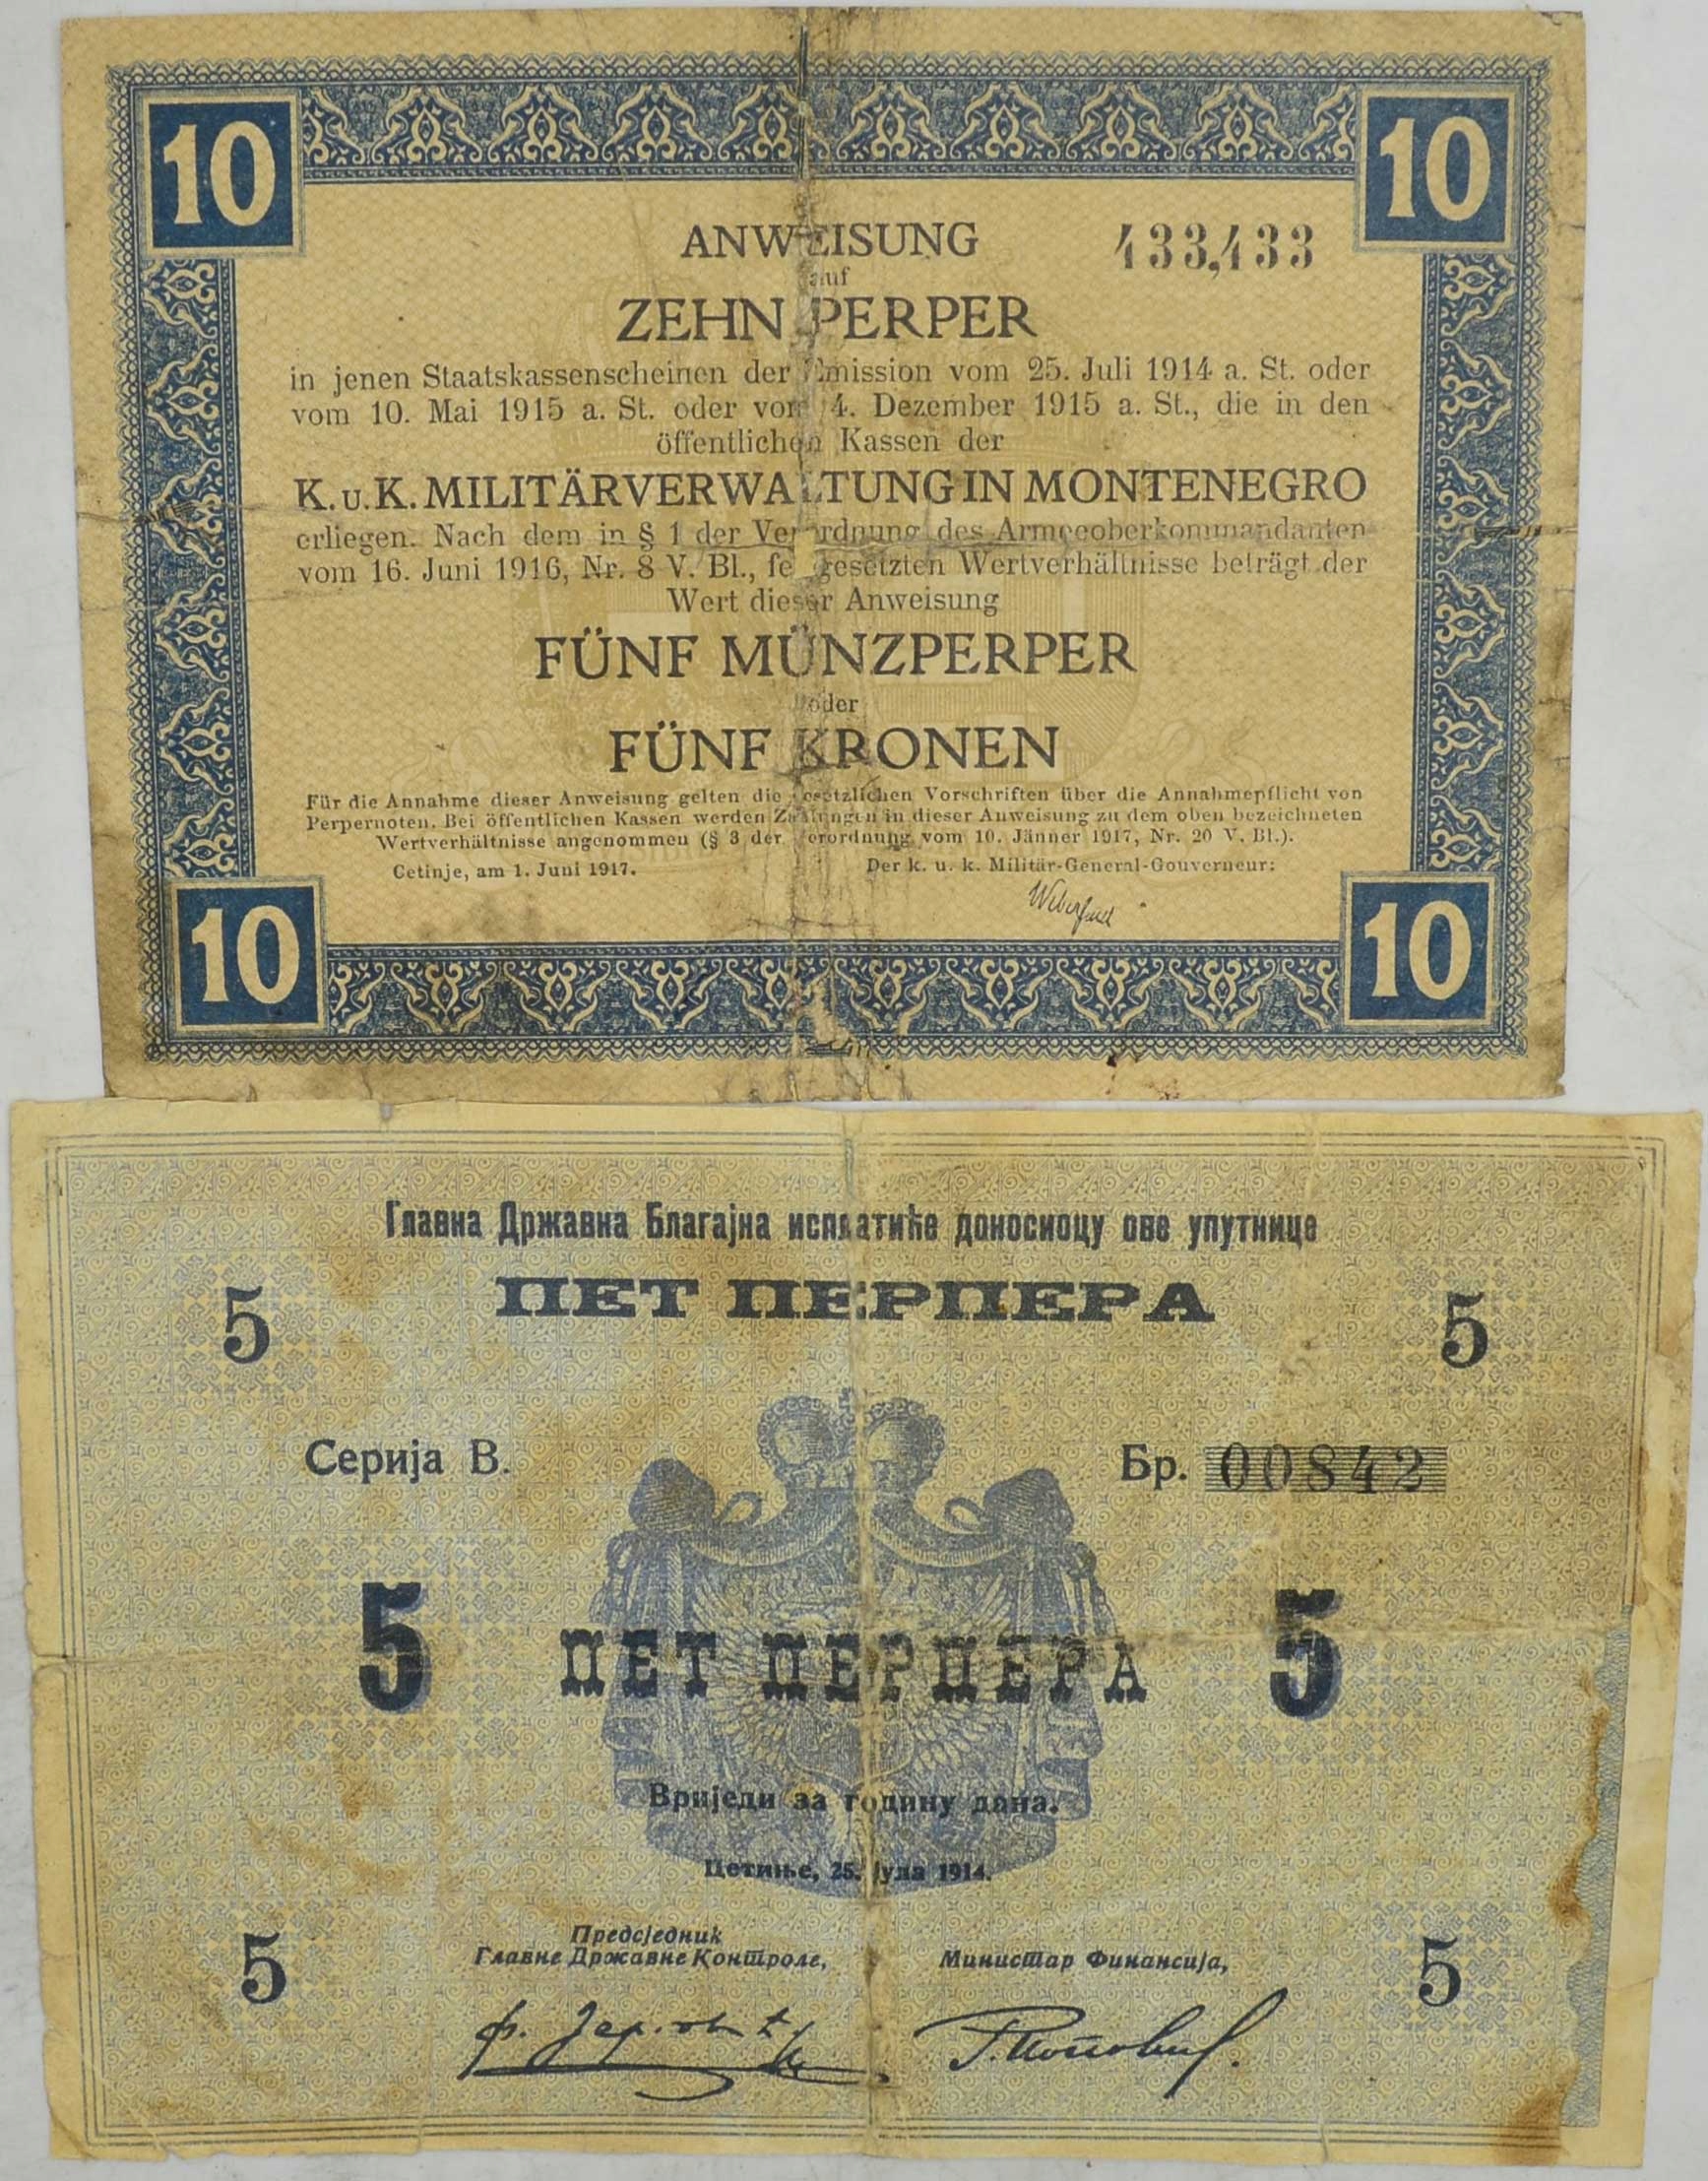 10
10
ANWEISUNG
133,133
auf
ZEHN PERPER
in jenen Staatskassenscheinen der Emission vom 25. Juli 1914 a. St. oder
vom 10. Mai 1915 a. St. oder vom 4. Dezember 1915 a. St., die in den
öffentlichen Kassen der
K. u. K. MILITÄRVERWALTUNG IN MONTENEGRO
erliegen. Nach dem in § 1 der Verordnung des Armeeoberkommandanten
vom 16. Juni 1916, Nr. 8 V. Bl., festgesetzten Wertverhältnisse beträgt der
Wert dieser Anweisung
FÜNF MÜNZPERPER
oder
FÜNF KRONEN
Für die Annahme dieser Anweisung gelten die gesetzlichen Vorschriften über die Annahmepflicht von
Perpernoten. Bei öffentlichen Kassen werden Zahlungen in dieser Anweisung zu dem oben bezeichneten
Wertverhältnisse angenommen (§ 3 der Verordnung vom 10. Jänner 1917, Nr. 20 V. Bl.).
Cetinje, am 1. Juni 1917.
Der k. u. k. Militär-General-Gouverneur:
10
10
Главна Државна Благајна исплатиће доносиоцу ове упутнице
ПЕТ ПЕРПЕРА
5
5
Серија В.
Бр. 00842
5 ПЕТ ПЕРПЕРА 5
Вриједи за годину дана.
Цетиње, 25. Јула 1914.
Предсједник
Главне Државне Контроле,
Министар Финансија,
5
5